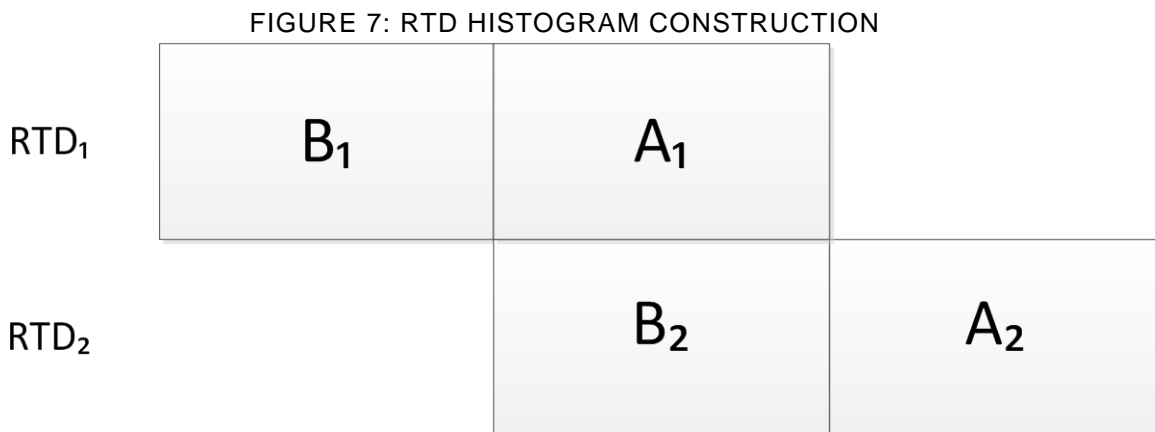 FIGURE 7: RTD HISTOGRAM CONSTRUCTION
RTD₁ B₁ A₁
RTD₂ B₂ A₂